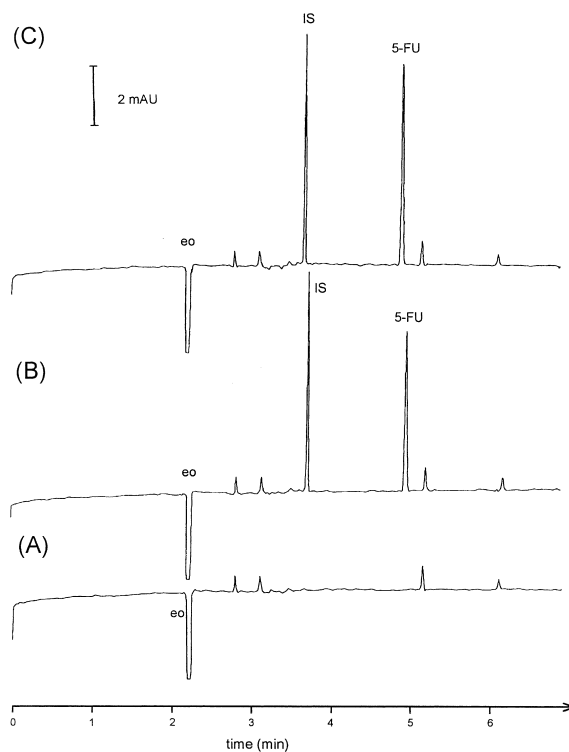 (C)
IS
5-FU
2 mAU
eo
IS
5-FU
(B)
eo
(A)
eo
0 1 2 3 4 5 6
time (min)